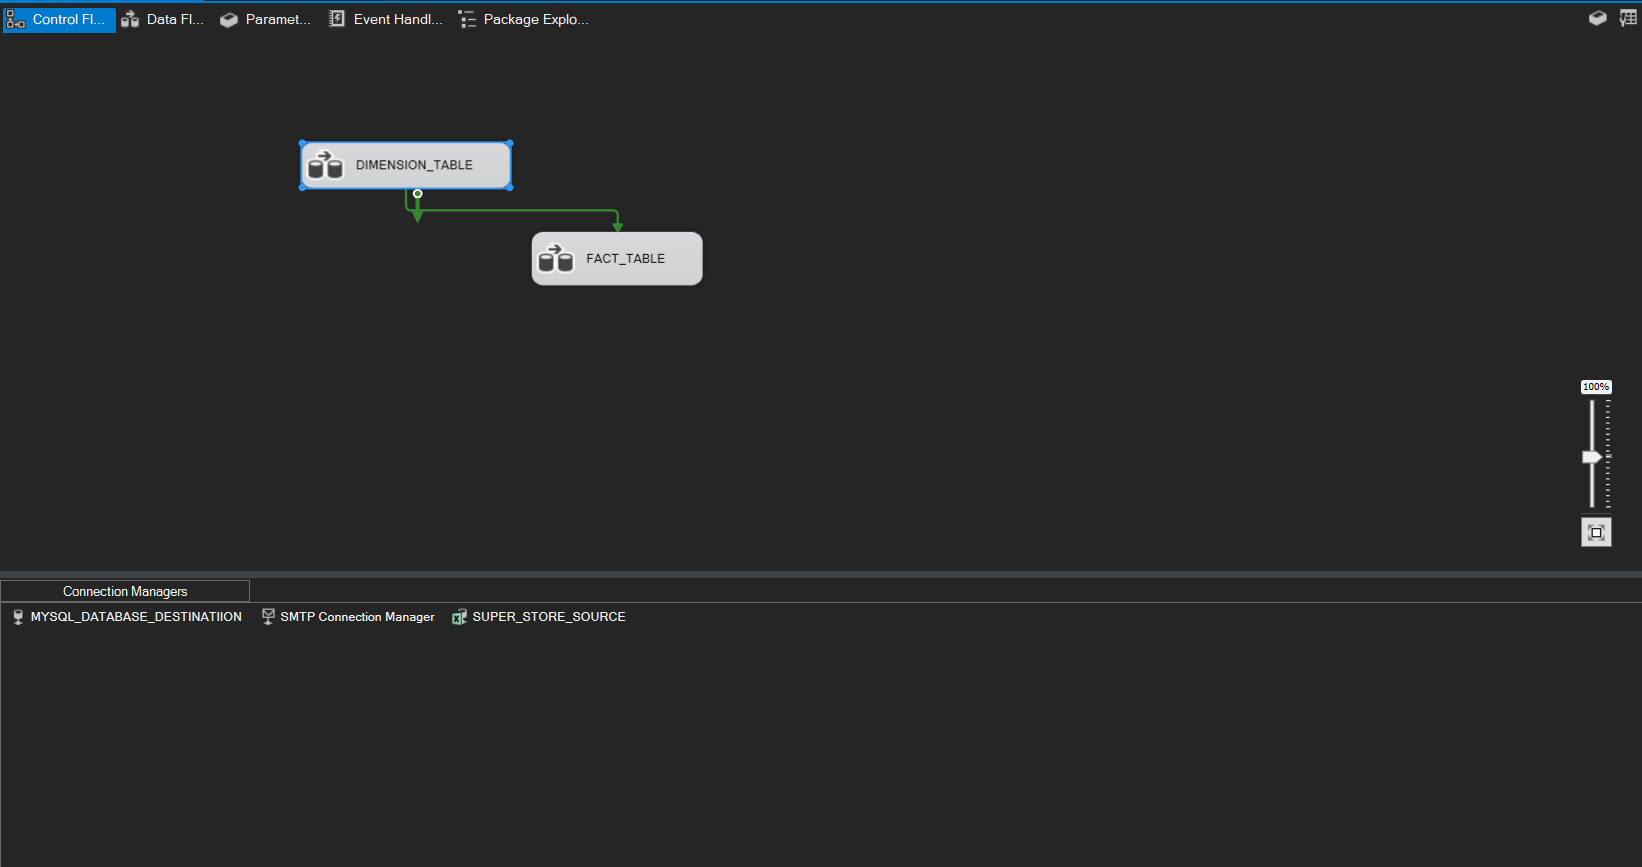 Control Fl... Data Fl... Paramet... Event Handl... Package Explo...
DIMENSION_TABLE
FACT_TABLE
100%
Connection Managers
MYSQL_DATABASE_DESTINATIION SMTP Connection Manager SUPER_STORE_SOURCE